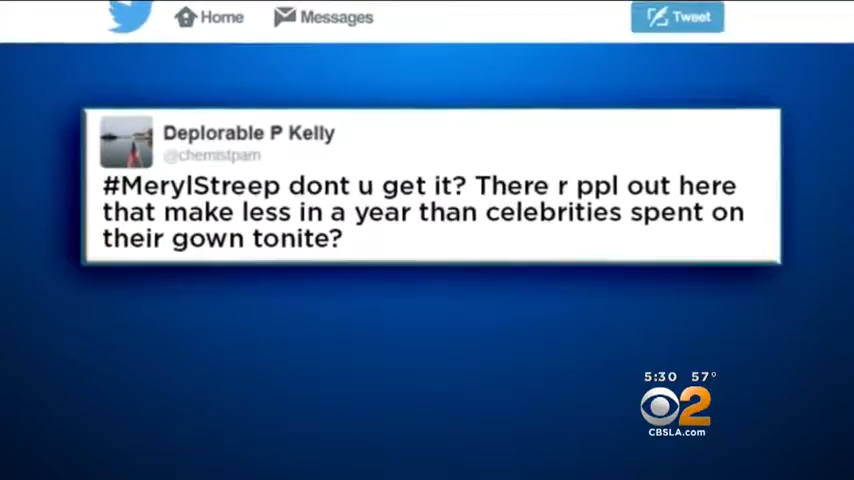 Home Messages Tweet
Deplorable P Kelly
@chemistpam
#MerylStreep dont u get it? There r ppl out here
that make less in a year than celebrities spent on
their gown tonite?
5:30 57°
2
CBSLA.com